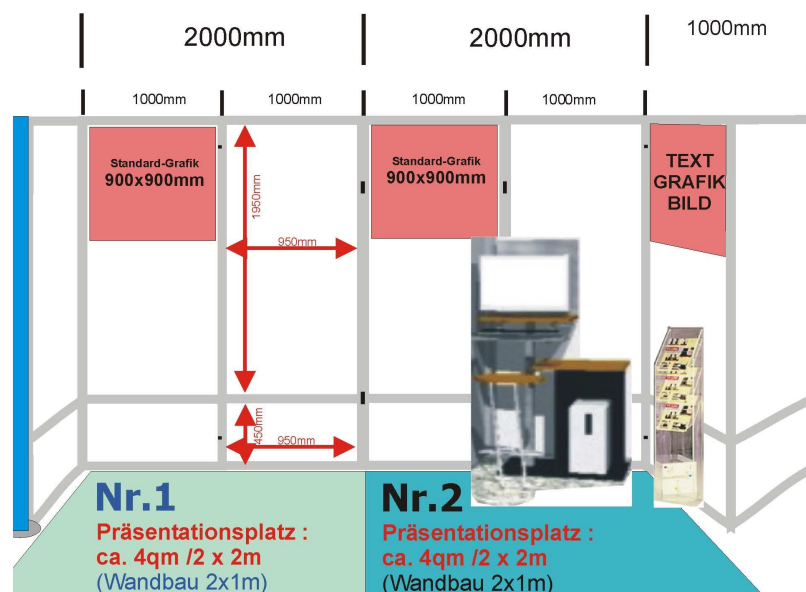 2000mm
2000mm
1000mm
1000mm
1000mm
1000mm
1000mm
Standard-Grafik
900x900mm
1950mm
950mm
Standard-Grafik
900x900mm
TEXT
GRAFIK
BILD
450mm
950mm
Nr.1
Präsentationsplatz :
ca. 4qm /2 x 2m
(Wandbau 2x1m)
Nr.2
Präsentationsplatz :
ca. 4qm /2 x 2m
(Wandbau 2x1m)